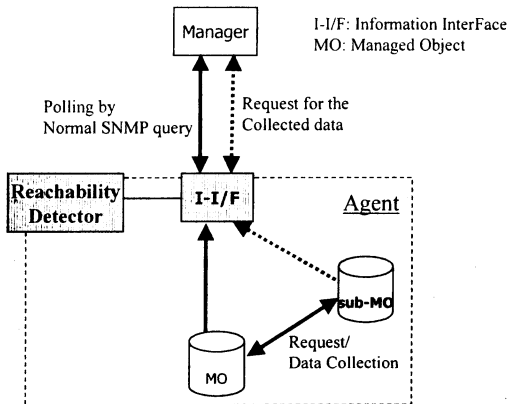 Manager
I-I/F: Information InterFace
MO: Managed Object
Polling by
Normal SNMP query
Request for the
Collected data
Reachability
Detector
I-I/F
Agent
sub-MO
Request/
Data Collection
MO